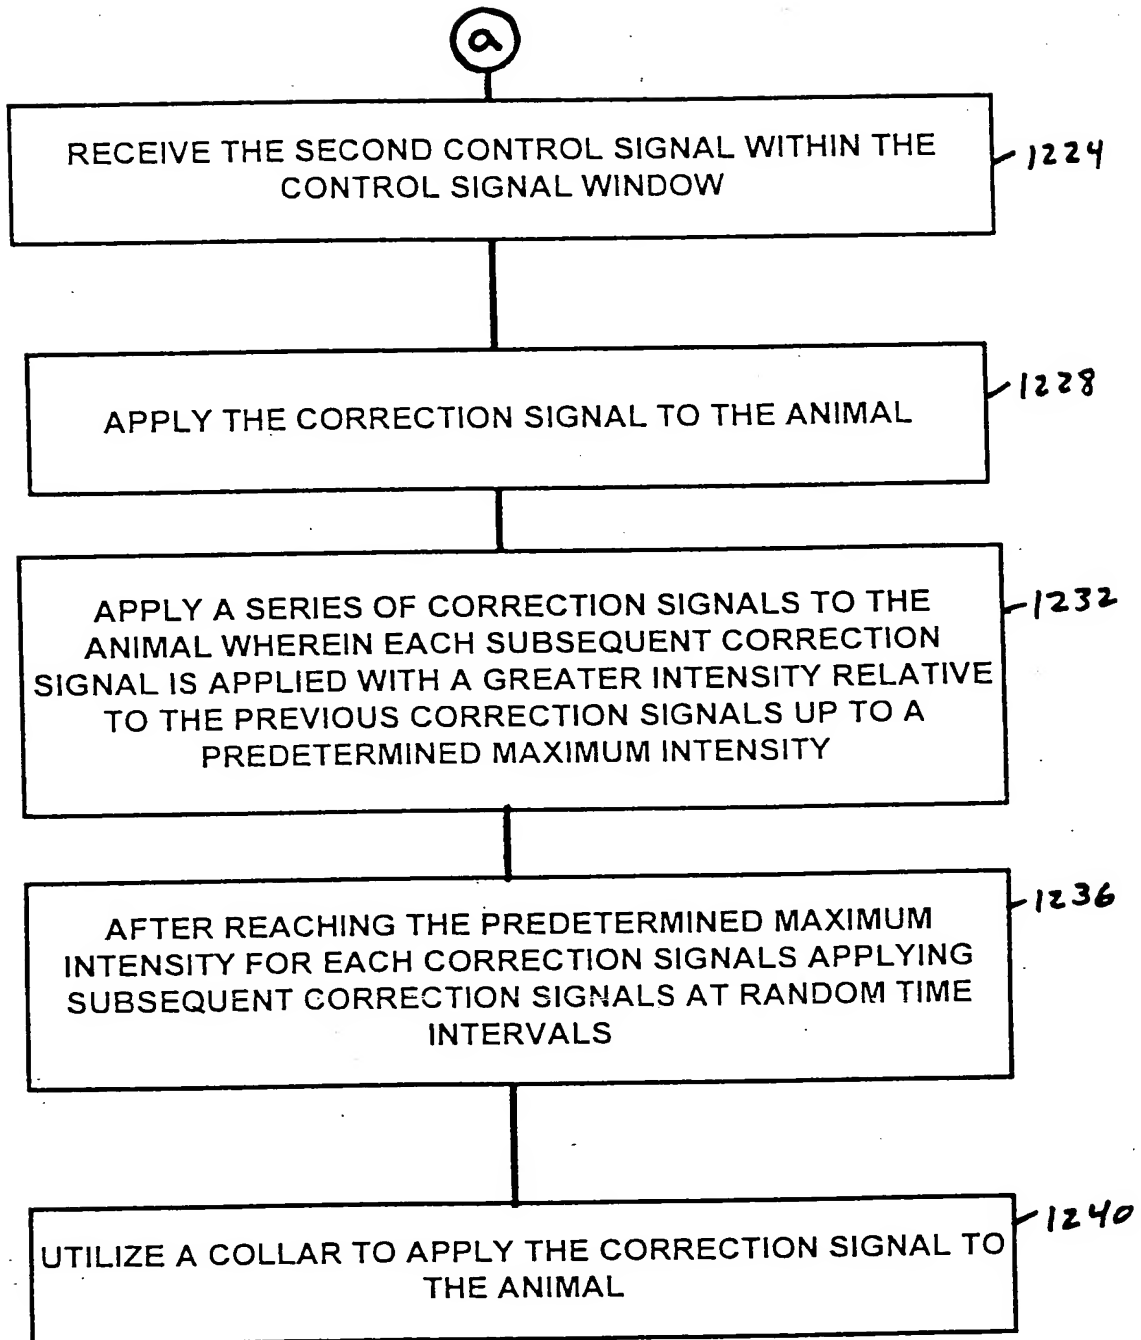 a
RECEIVE THE SECOND CONTROL SIGNAL WITHIN THE
CONTROL SIGNAL WINDOW
1224
APPLY THE CORRECTION SIGNAL TO THE ANIMAL
1228
APPLY A SERIES OF CORRECTION SIGNALS TO THE
ANIMAL WHEREIN EACH SUBSEQUENT CORRECTION
SIGNAL IS APPLIED WITH A GREATER INTENSITY RELATIVE
TO THE PREVIOUS CORRECTION SIGNALS UP TO A
PREDETERMINED MAXIMUM INTENSITY
1232
AFTER REACHING THE PREDETERMINED MAXIMUM
INTENSITY FOR EACH CORRECTION SIGNALS APPLYING
SUBSEQUENT CORRECTION SIGNALS AT RANDOM TIME
INTERVALS
1236
UTILIZE A COLLAR TO APPLY THE CORRECTION SIGNAL TO
THE ANIMAL
1240